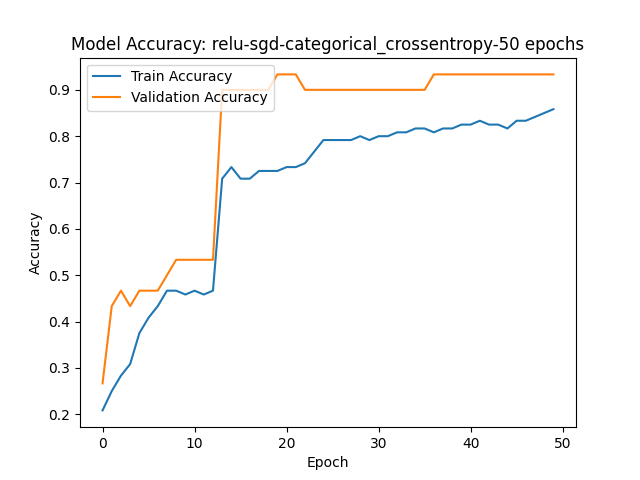 Model Accuracy: relu-sgd-categorical_crossentropy-50 epochs
Train Accuracy
Validation Accuracy
0.9
0.8
0.7
0.6
0.5
0.4
0.3
0.2
Accuracy
0 10 20 30 40 50
Epoch